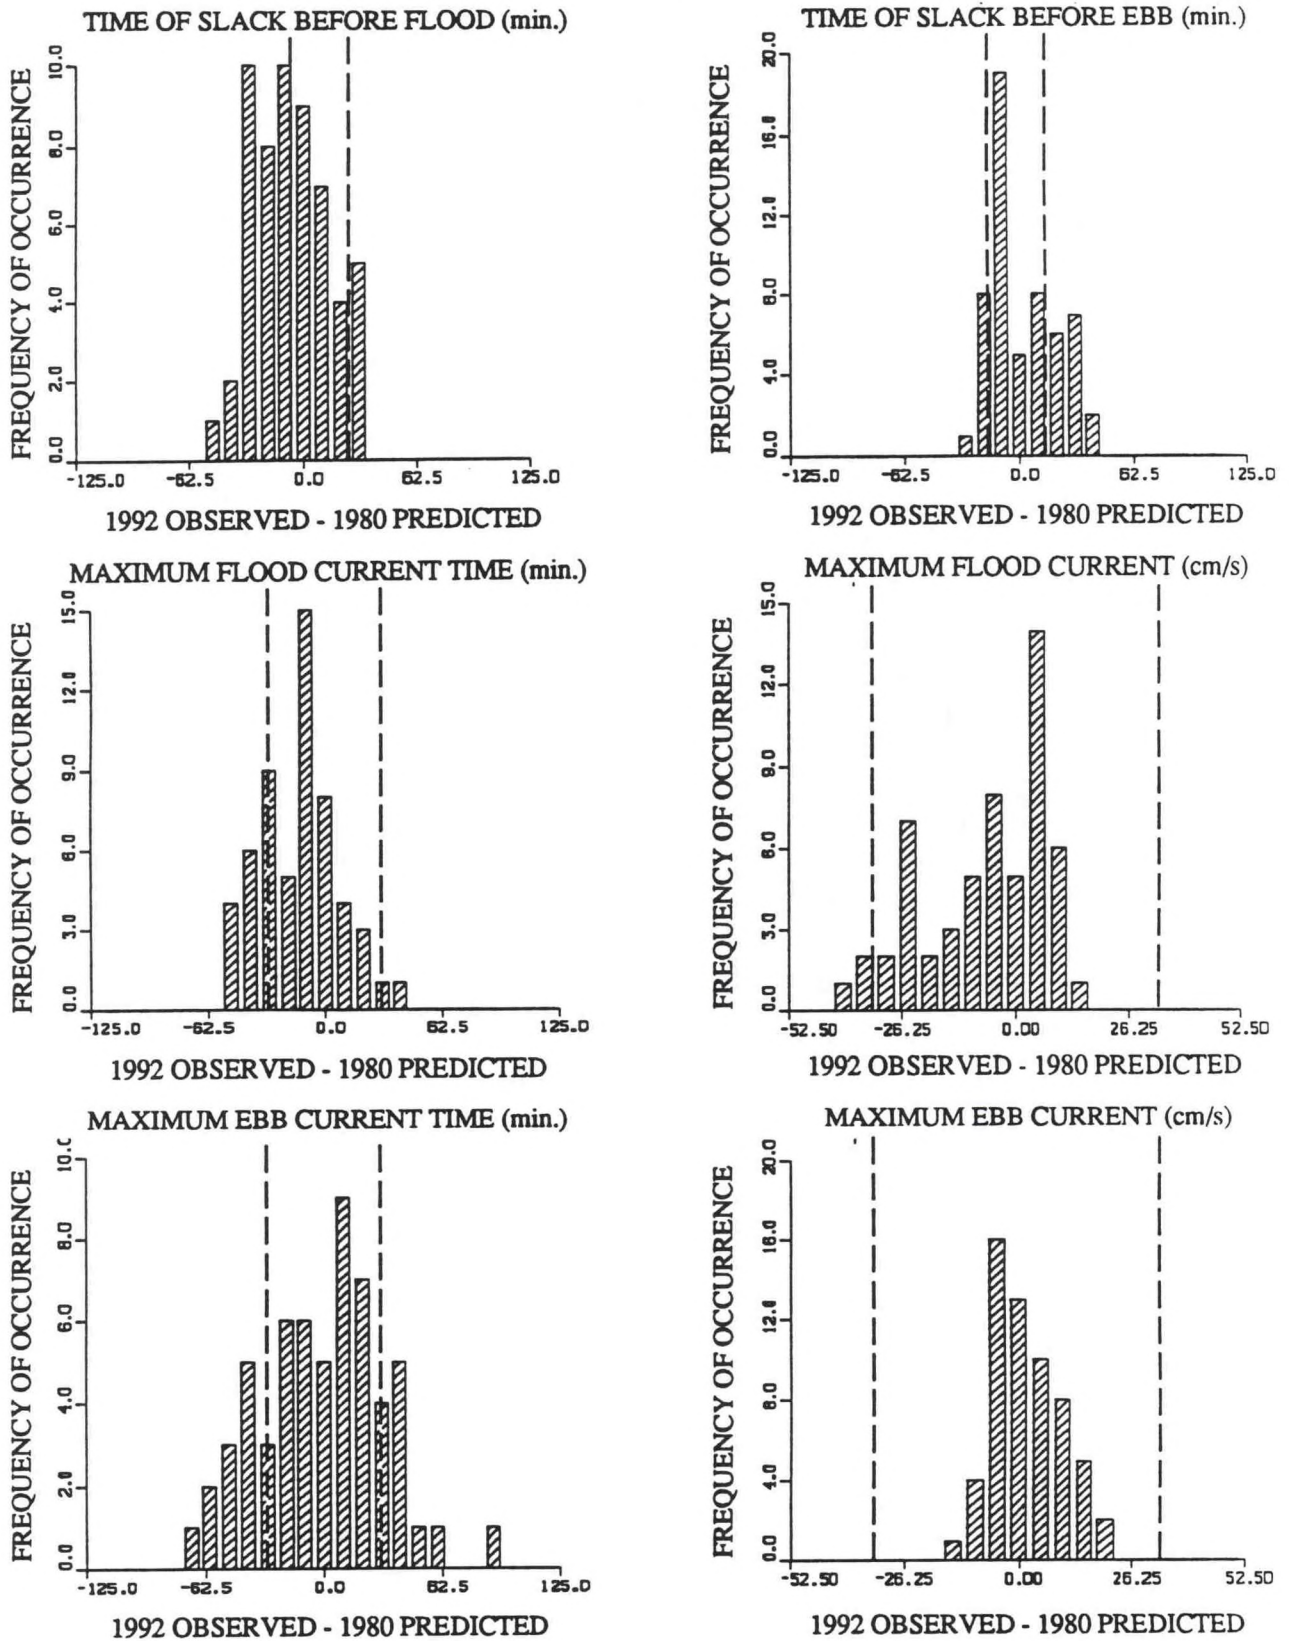 TIME OF SLACK BEFORE FLOOD (min.)
FREQUENCY OF OCCURRENCE
10.0
8.0
6.0
4.0
2.0
0.0
-125.0 -62.5 0.0 62.5 125.0
1992 OBSERVED - 1980 PREDICTED
TIME OF SLACK BEFORE EBB (min.)
FREQUENCY OF OCCURRENCE
20.0
16.0
12.0
8.0
4.0
0.0
-125.0 -62.5 0.0 62.5 125.0
1992 OBSERVED - 1980 PREDICTED
MAXIMUM FLOOD CURRENT TIME (min.)
FREQUENCY OF OCCURRENCE
15.0
12.0
9.0
6.0
3.0
0.0
-125.0 -62.5 0.0 62.5 125.0
1992 OBSERVED - 1980 PREDICTED
MAXIMUM FLOOD CURRENT (cm/s)
FREQUENCY OF OCCURRENCE
15.0
12.0
9.0
6.0
3.0
0.0
-52.50 -26.25 0.00 26.25 52.50
1992 OBSERVED - 1980 PREDICTED
MAXIMUM EBB CURRENT TIME (min.)
FREQUENCY OF OCCURRENCE
10.0
8.0
6.0
4.0
2.0
0.0
-125.0 -62.5 0.0 62.5 125.0
1992 OBSERVED - 1980 PREDICTED
MAXIMUM EBB CURRENT (cm/s)
FREQUENCY OF OCCURRENCE
20.0
16.0
12.0
8.0
4.0
0.0
-52.50 -26.25 0.00 26.25 52.50
1992 OBSERVED - 1980 PREDICTED